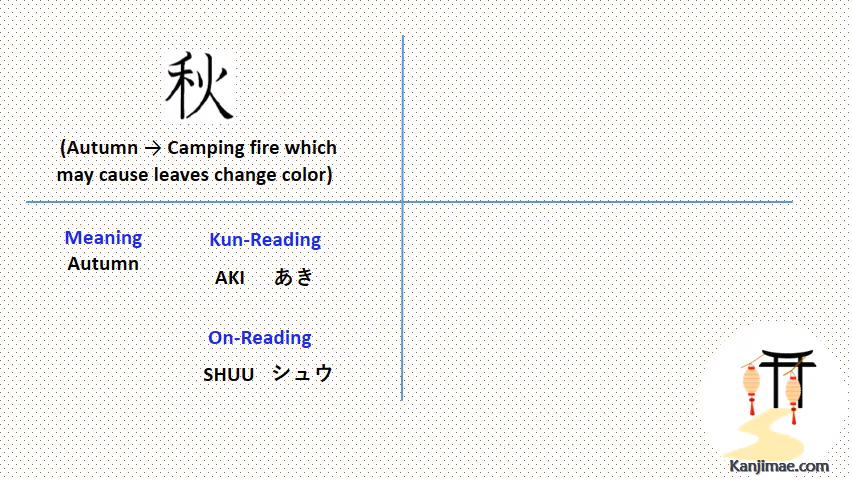 秋
(Autumn → Camping fire which
may cause leaves change color)
Meaning
Autumn
Kun-Reading
AKI あき
On-Reading
SHUU シュウ
Kanjimae.com